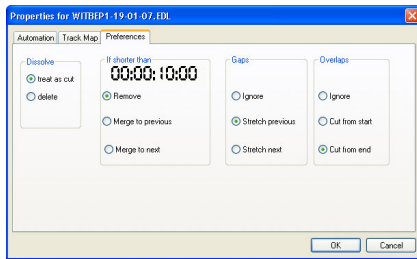 Properties for WITBEP1-19-01-07.EDL
Automation Track Map Preferences
Dissolve
treat as cut
delete
If shorter than
00:00:10:00
Remove
Merge to previous
Merge to next
Gaps
Ignore
Stretch previous
Stretch next
Overlaps
Ignore
Cut from start
Cut from end
OK Cancel